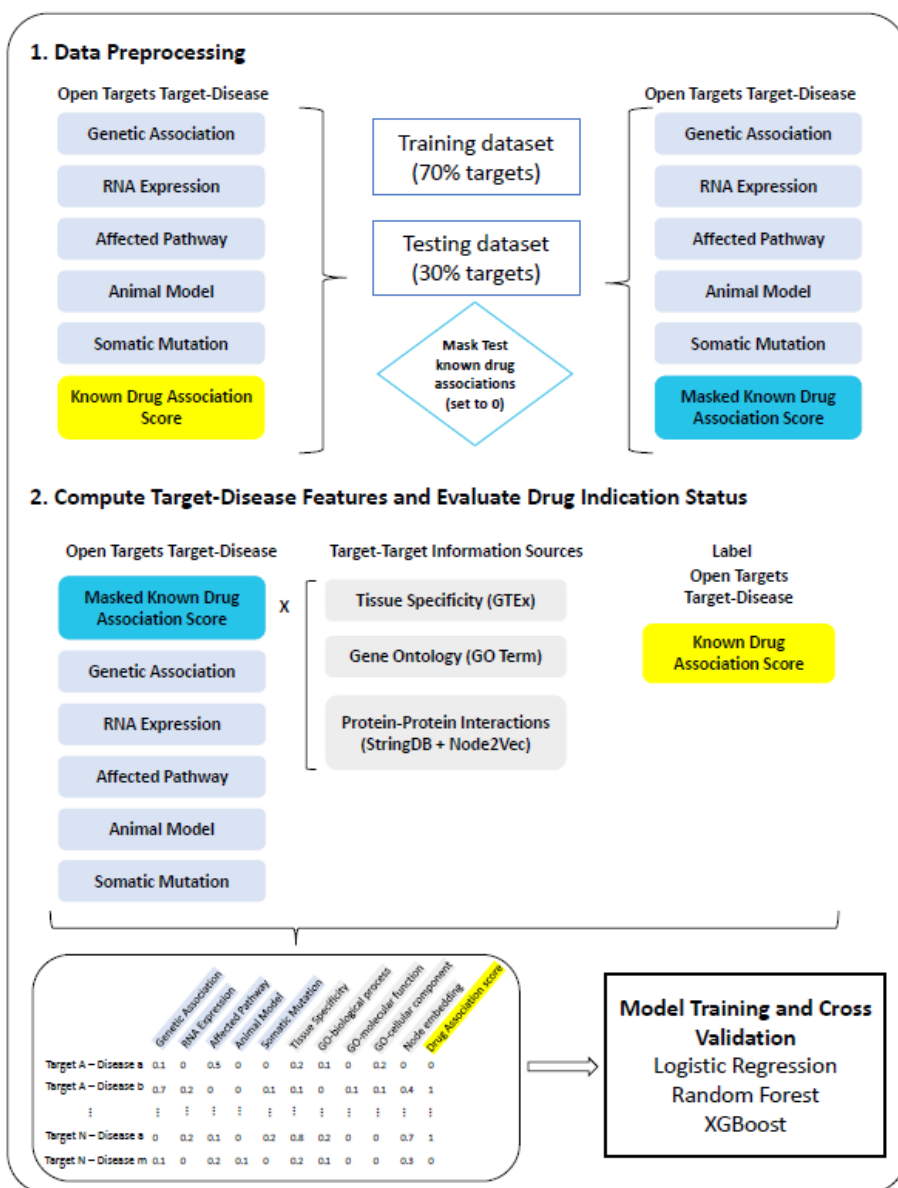 1. Data Preprocessing
Open Targets Target-Disease
Genetic Association
RNA Expression
Affected Pathway
Animal Model
Somatic Mutation
Known Drug Association
Score
Training dataset
(70% targets)
Testing dataset
(30% targets)
Mask Test
known drug
associations
(set to 0)
Open Targets Target-Disease
Genetic Association
RNA Expression
Affected Pathway
Animal Model
Somatic Mutation
Masked Known Drug
Association Score
2. Compute Target-Disease Features and Evaluate Drug Indication Status
Open Targets Target-Disease
Masked Known Drug
Association Score
X
Genetic Association
RNA Expression
Affected Pathway
Animal Model
Somatic Mutation
Target-Target Information Sources
Tissue Specificity (GTEx)
Gene Ontology (GO Term)
Protein-Protein Interactions
(StringDB + Node2Vec)
Label
Open Targets
Target-Disease
Known Drug
Association Score
Genetic Association
RNA Expression
Affected Pathway
Animal Model
Somatic Mutation
Tissue Specificity
GO-biological process
GO-molecular function
GO-cellular component
Node embedding
Drug Association score
Target A – Disease a 0.1 0 0.5 0 0 0.2 0.1 0 0.2 0 0
Target A – Disease b 0.7 0.2 0 0 0.1 0.1 0 0.1 0.1 0.4 1
⋮ ⋮ ⋮ ⋮ ⋮ ⋮ ⋮ ⋮ ⋮ ⋮ ⋮ ⋮
Target N – Disease a 0 0.2 0.1 0 0.2 0.8 0.2 0 0 0.7 1
Target N – Disease m 0.1 0 0.2 0.1 0 0.2 0.1 0 0 0.3 0
Model Training and Cross
Validation
Logistic Regression
Random Forest
XGBoost